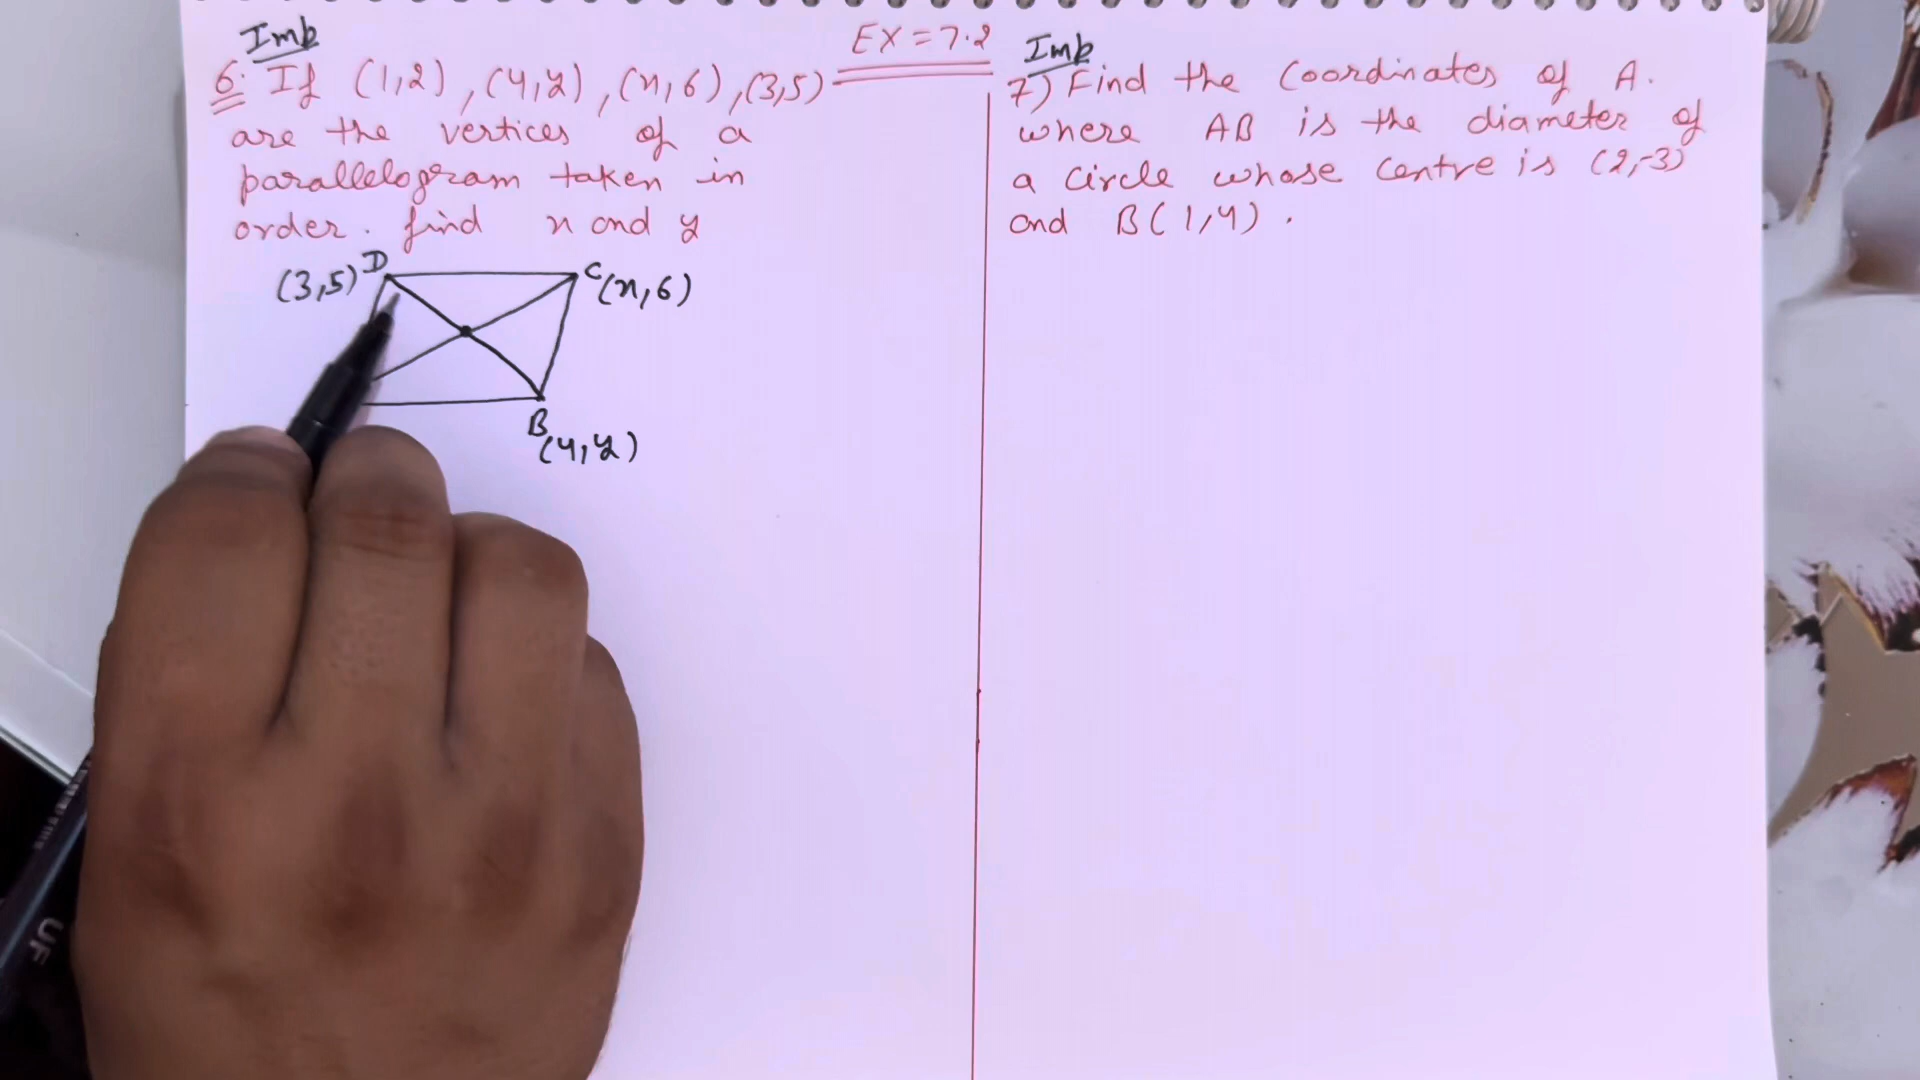 Imp
EX = 7.2
6. If (1,2), (4,y), (x,6), (3,5)
are the vertices of a
parallelogram taken in
order. find x and y
D
(3,5)
C
(x,6)
B
(4,y)
Imp
7) Find the Coordinates of A.
where AB is the diameter of
a circle whose centre is (2,-3)
and B(1,4).
UF